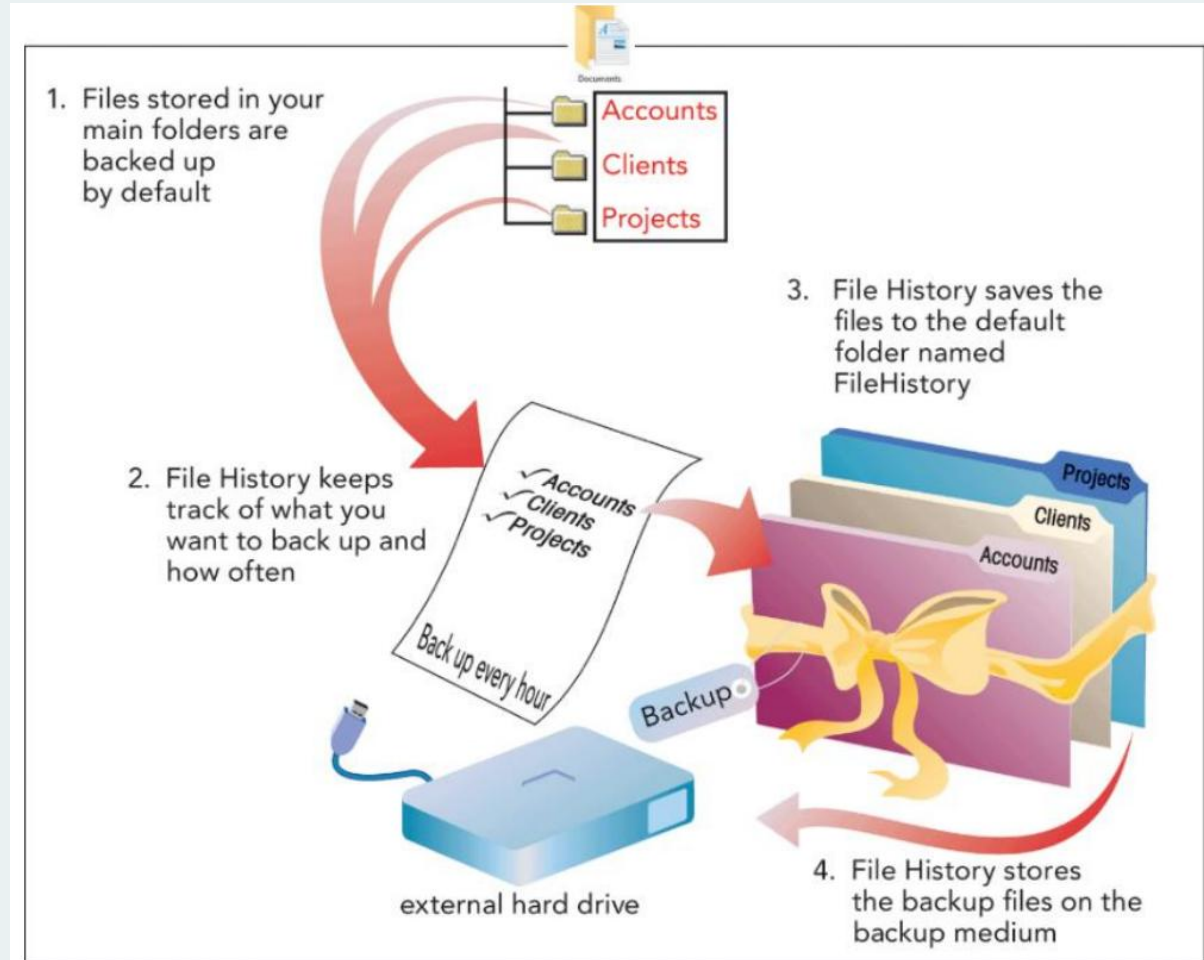 Documents
1. Files stored in your
main folders are
backed up
by default
Accounts
Clients
Projects
2. File History keeps
track of what you
want to back up and
how often
✓Accounts
✓Clients
✓Projects
Back up every hour
3. File History saves the
files to the default
folder named
FileHistory
Projects
Clients
Accounts
Backup
external hard drive
4. File History stores
the backup files on the
backup medium